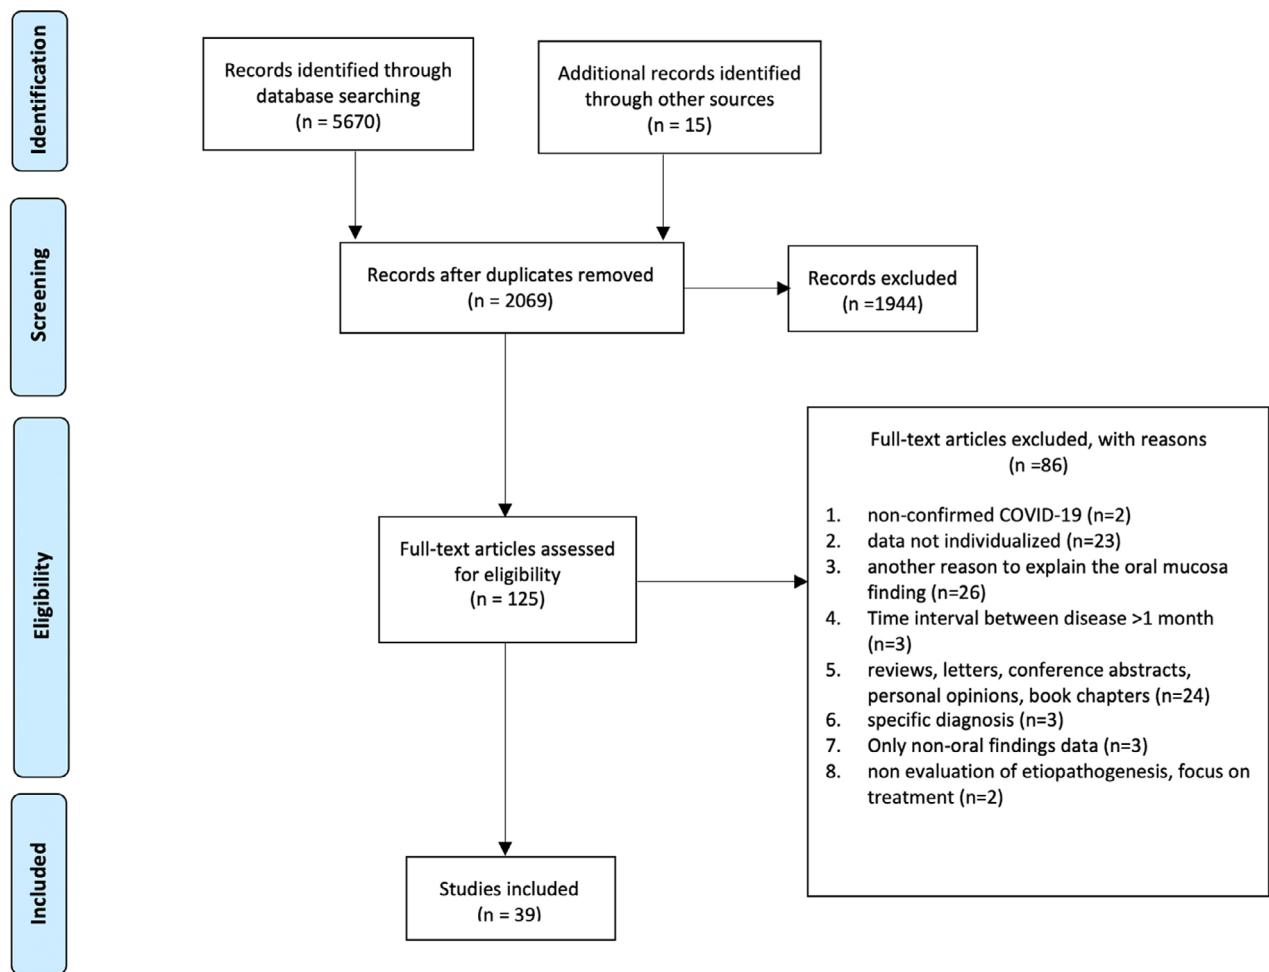 Identification
Records identified through
database searching
(n = 5670)
Additional records identified
through other sources
(n = 15)
Screening
Records after duplicates removed
(n = 2069)
Records excluded
(n =1944)
Eligibility
Full-text articles assessed
for eligibility
(n = 125)
Full-text articles excluded, with reasons
(n =86)
1. non-confirmed COVID-19 (n=2)
2. data not individualized (n=23)
3. another reason to explain the oral mucosa
finding (n=26)
4. Time interval between disease >1 month
(n=3)
5. reviews, letters, conference abstracts,
personal opinions, book chapters (n=24)
6. specific diagnosis (n=3)
7. Only non-oral findings data (n=3)
8. non evaluation of etiopathogenesis, focus on
treatment (n=2)
Included
Studies included
(n = 39)